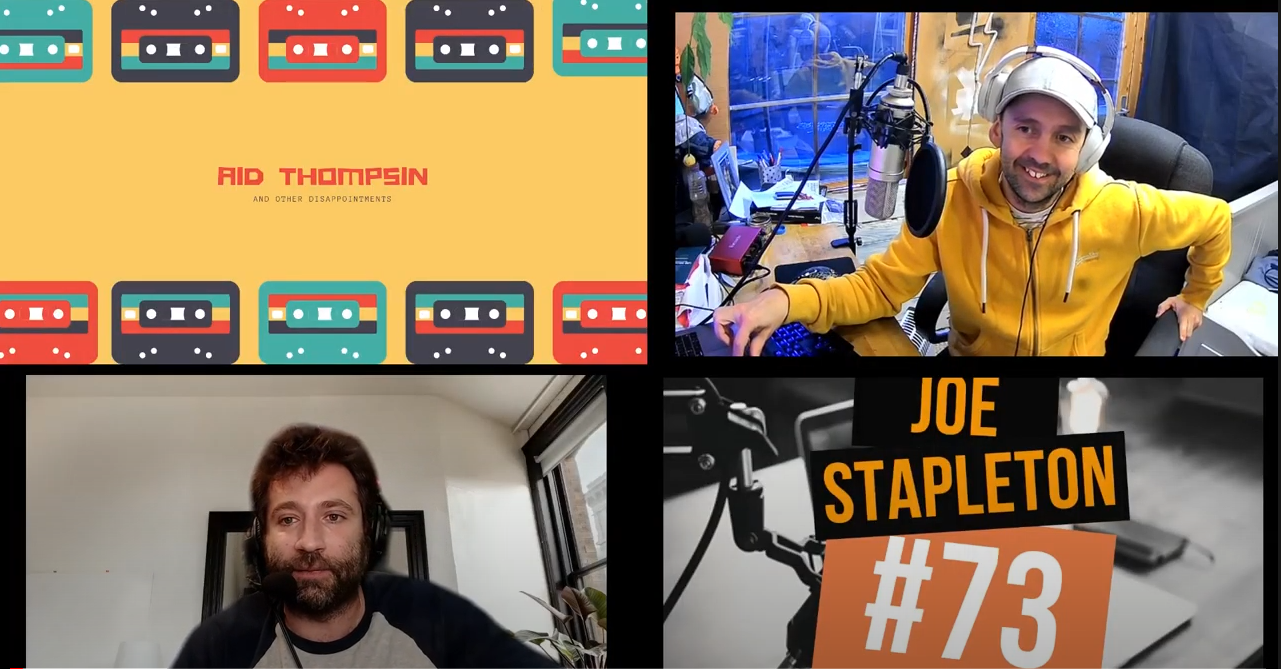 AID THOMPSIN
AND OTHER DISAPPOINTMENTS
JOE
STAPLETON
#73